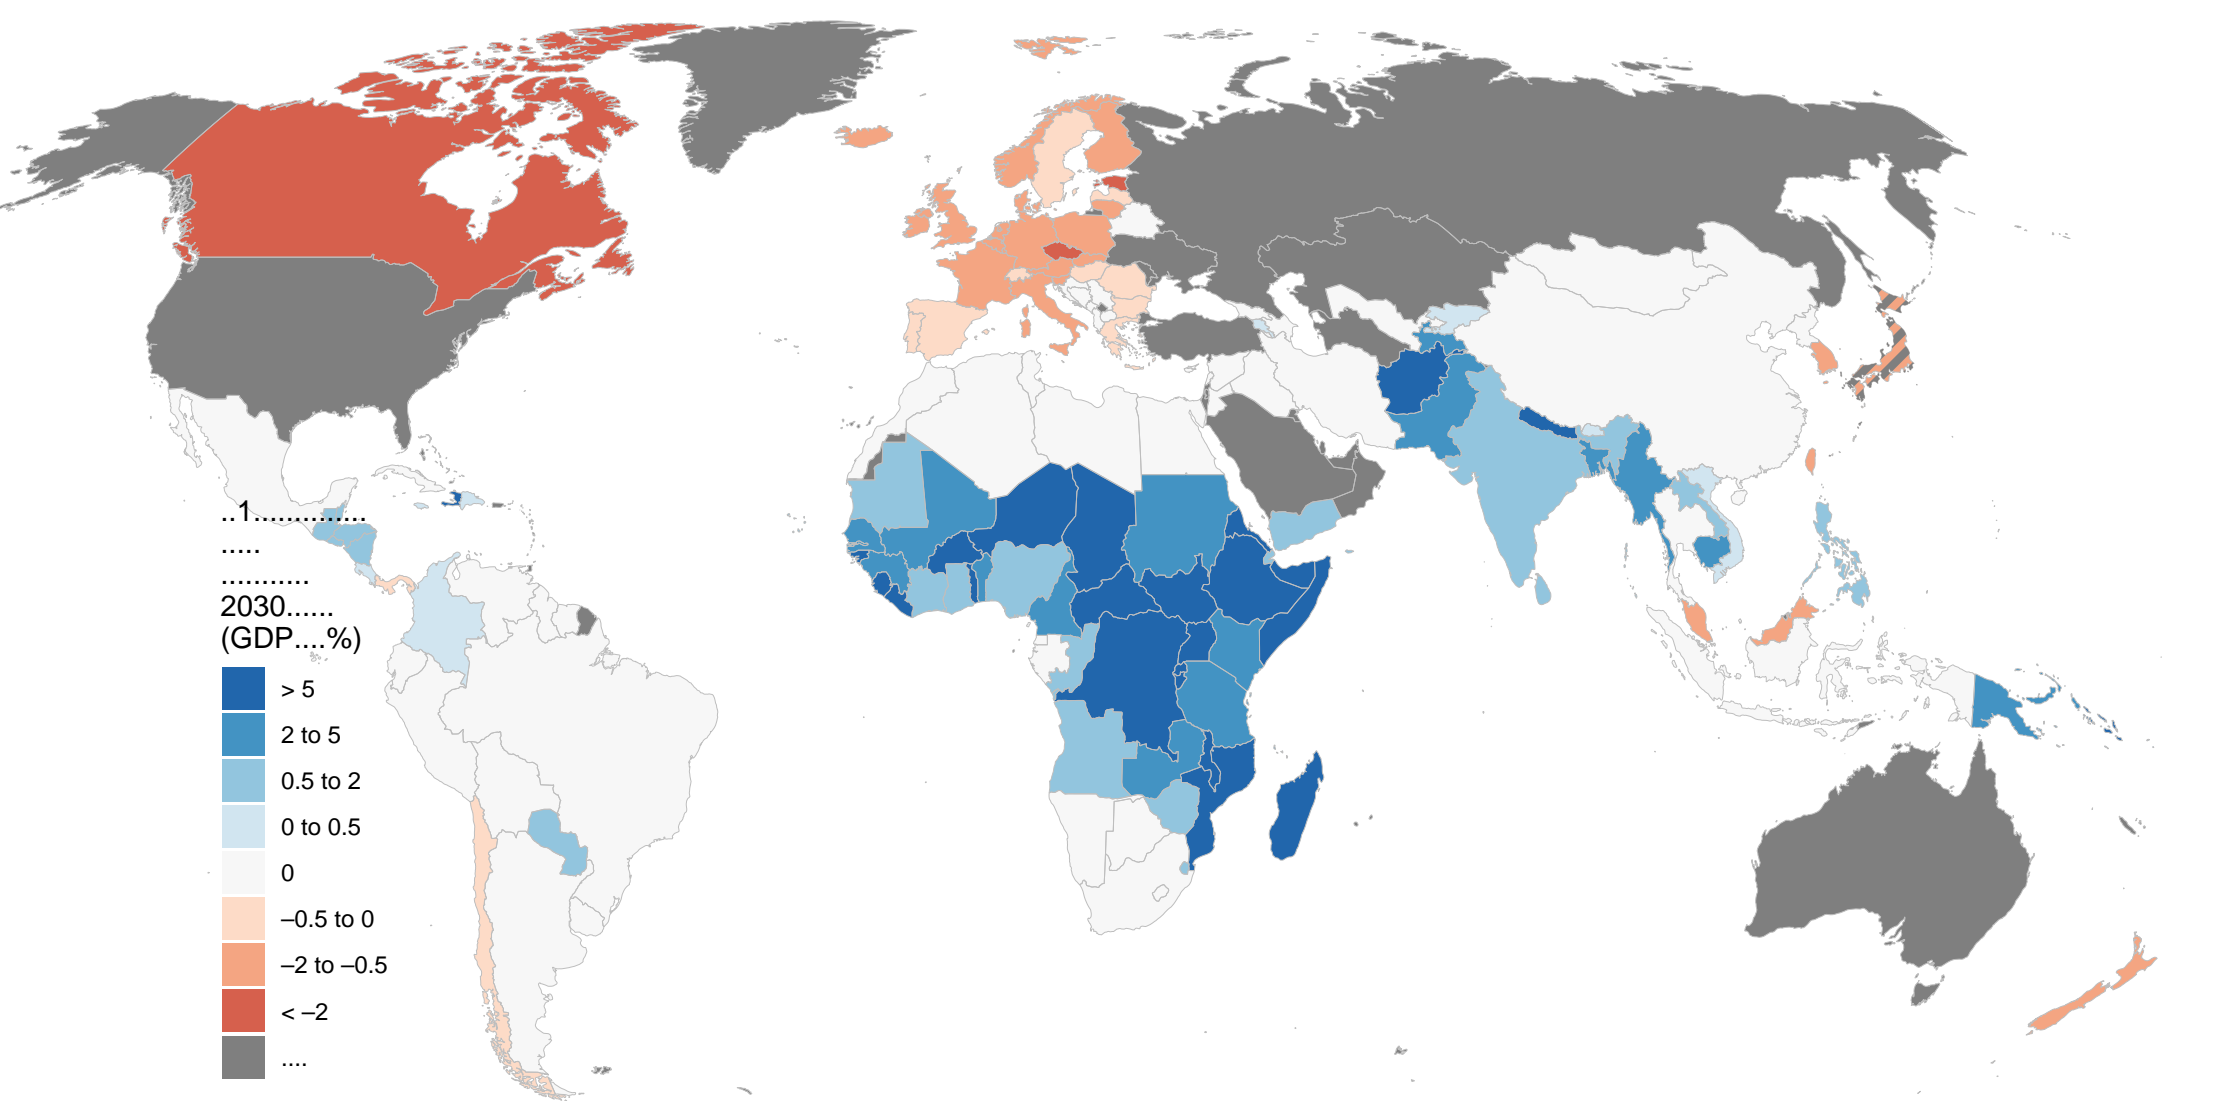 ..1..............
.....
...........
2030......
(GDP....%)
> 5
2 to 5
0.5 to 2
0 to 0.5
0
–0.5 to 0
–2 to –0.5
< –2
....